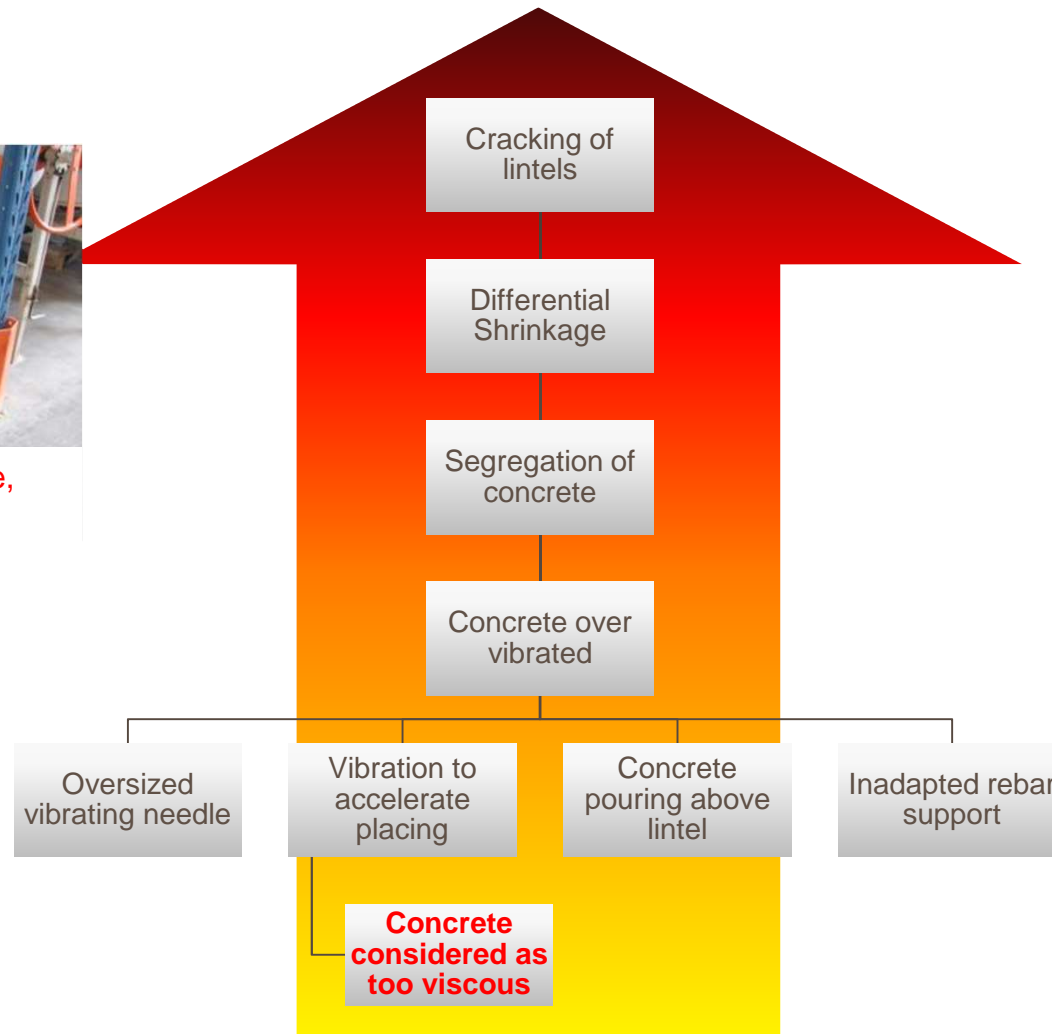 Cracking of
lintels
Differential
Shrinkage
Segregation of
concrete
e,
Concrete over
vibrated
Oversized
vibrating needle
Vibration to
accelerate
placing
Concrete
pouring above
lintel
Inadapted rebar
support
Concrete
considered as
too viscous